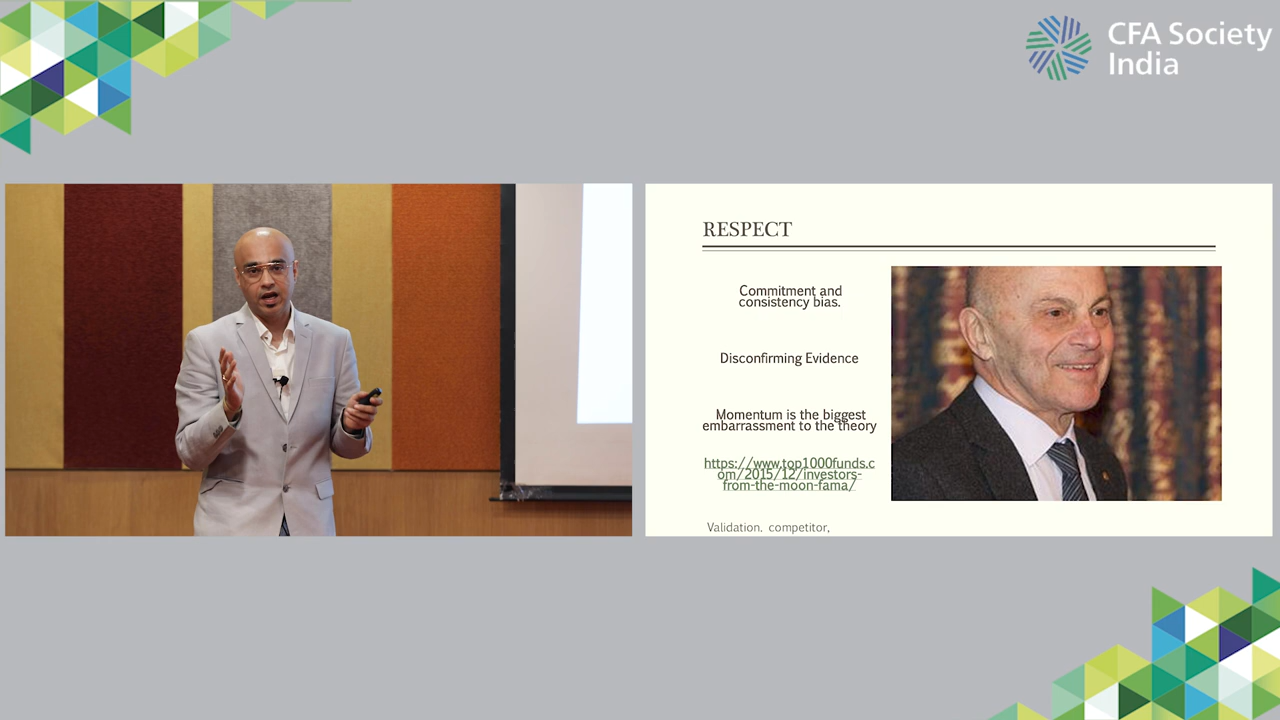 CFA Society
India
RESPECT
Commitment and
consistency bias.
Disconfirming Evidence
Momentum is the biggest
embarrassment to the theory
https://www.top1000funds.c
om/2015/12/investors-
from-the-moon-fama/
Validation, competitor,